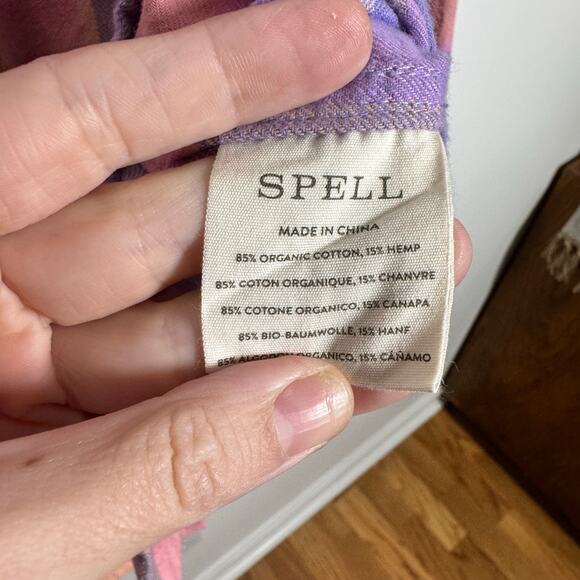 SPELL
MADE IN CHINA
85% ORGANIC COTTON, 15% HEMP
85% COTON ORGANIQUE, 15% CHANVRE
85% COTONE ORGANICO, 15% CANAPA
85% BIO-BAUMWOLLE, 15% HANF
85% ORGANICO, 15% CÁÑAMO